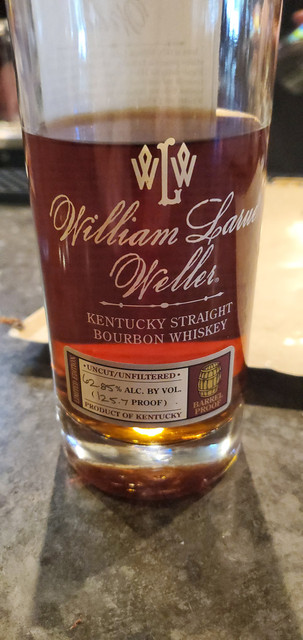 WLW
William Larue
Weller
KENTUCKY STRAIGHT
BOURBON WHISKEY
•UNCUT/UNFILTERED•
62.85% ALC. BY VOL.
(125.7 PROOF)
PRODUCT OF KENTUCKY
BARREL
PROOF